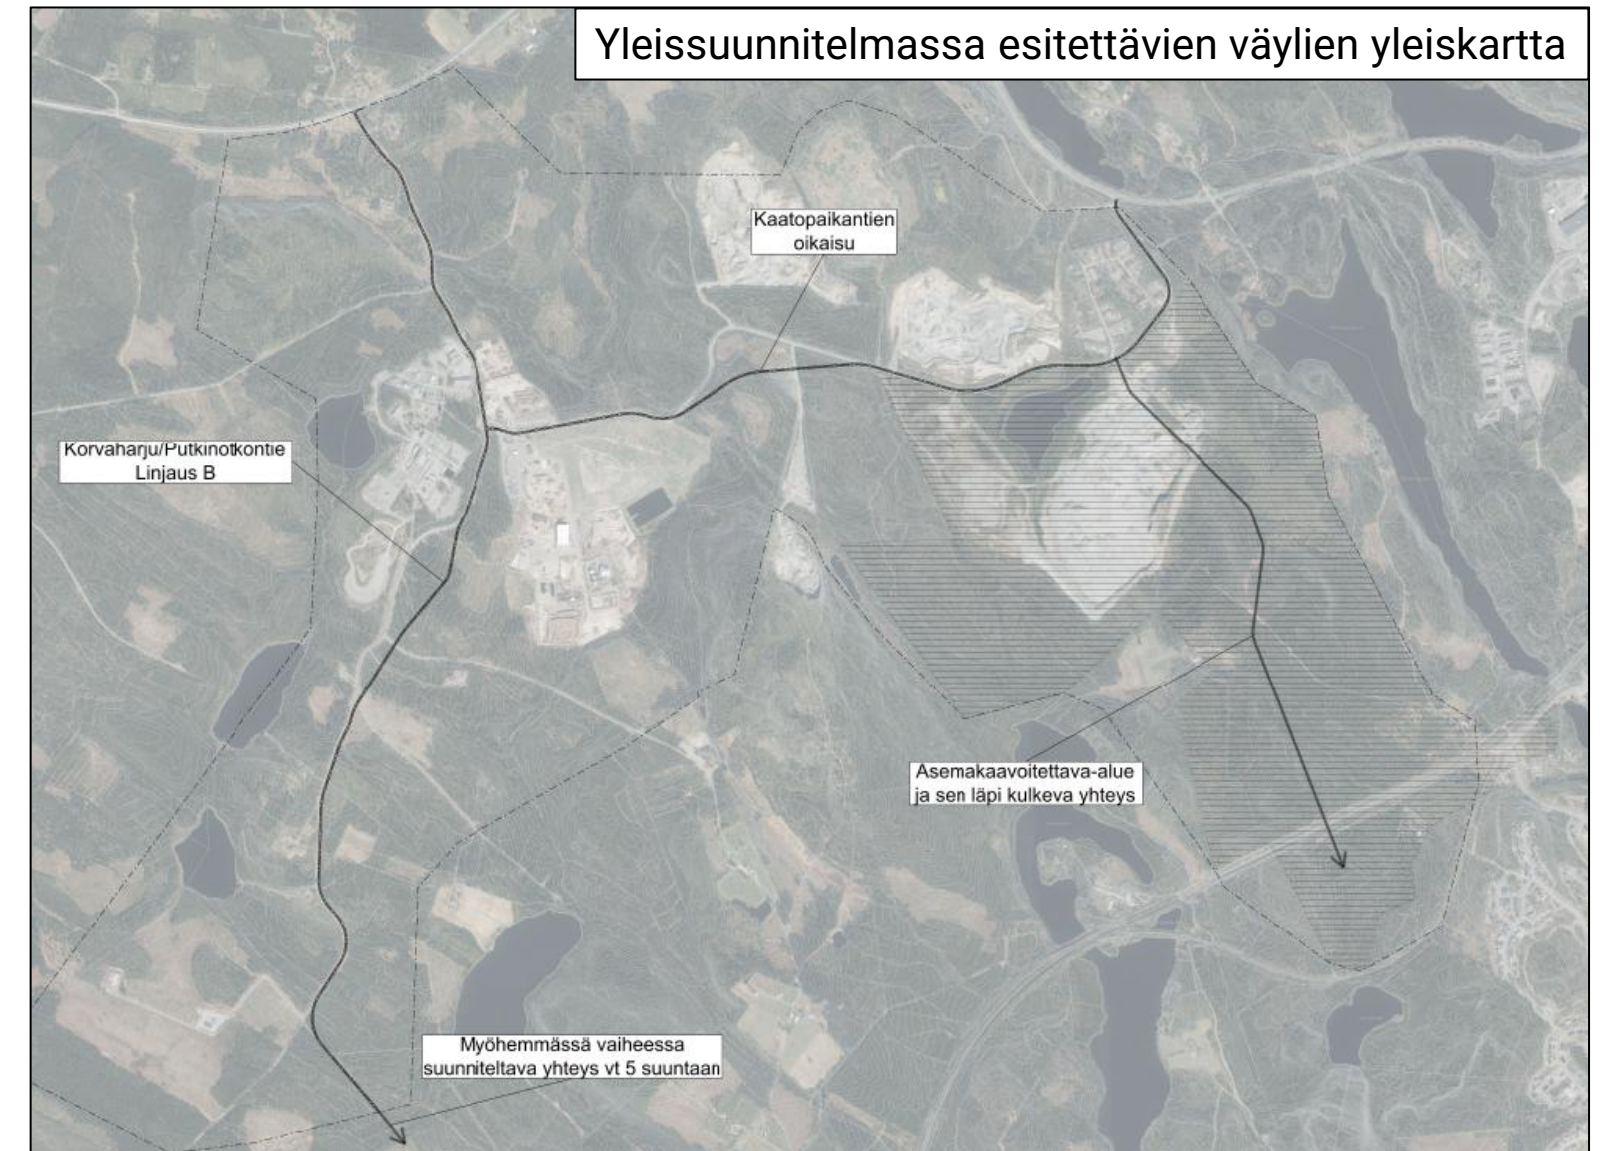 Yleissuunnitelmassa esitettävien väylien yleiskartta
Kaatopaikantien
oikaisu
Korvaharju/Putkinotkontie
Linjaus B
Asemakaavoitettava-alue
ja sen läpi kulkeva yhteys
Myöhemmässä vaiheessa
suunniteltava yhteys vt 5 suuntaan